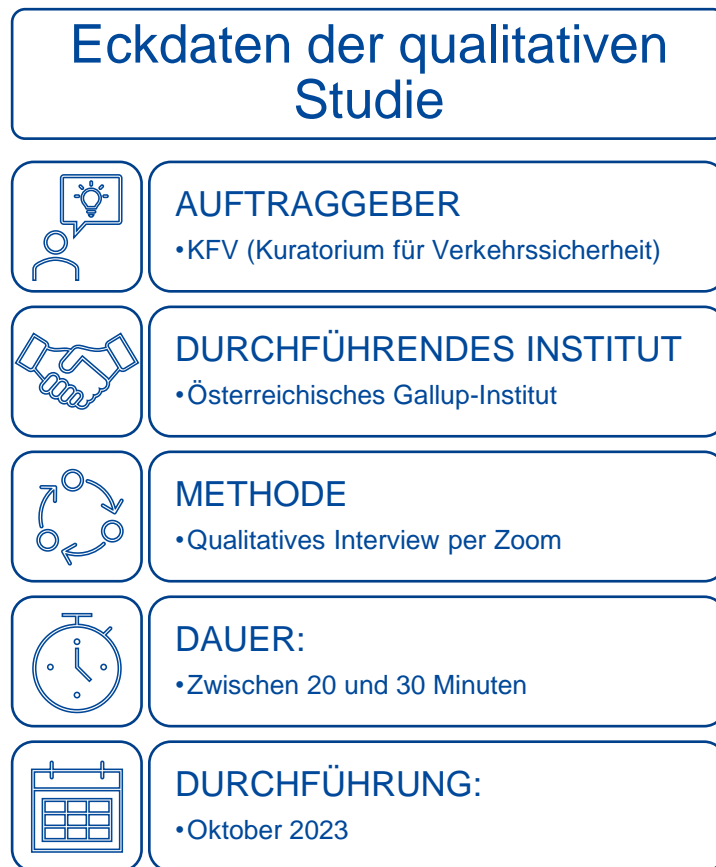 Eckdaten der qualitativen
Studie
AUFTRAGGEBER
•KFV (Kuratorium für Verkehrssicherheit)
DURCHFÜHRENDES INSTITUT
•Österreichisches Gallup-Institut
METHODE
•Qualitatives Interview per Zoom
DAUER:
•Zwischen 20 und 30 Minuten
DURCHFÜHRUNG:
•Oktober 2023